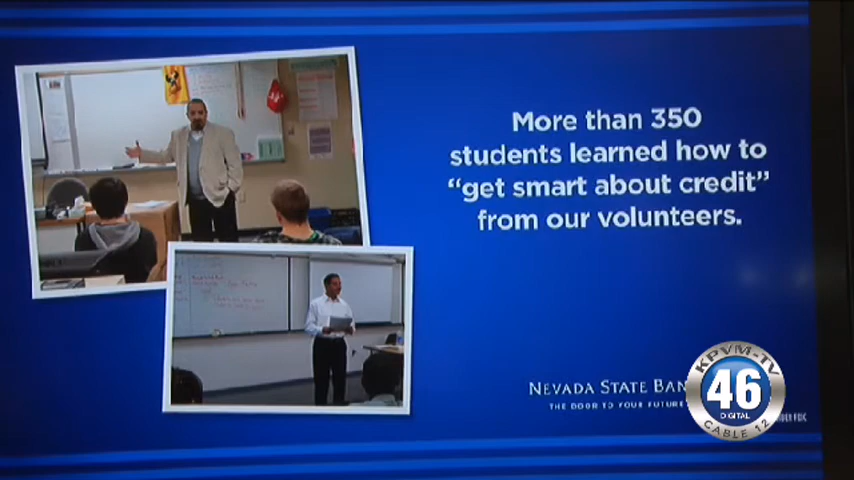 More than 350
students learned how to
“get smart about credit”
from our volunteers.
NEVADA STATE BAN
THE DOOR TO YOUR FUTURE
KPVM-TV
46
DIGITAL
CABLE 12